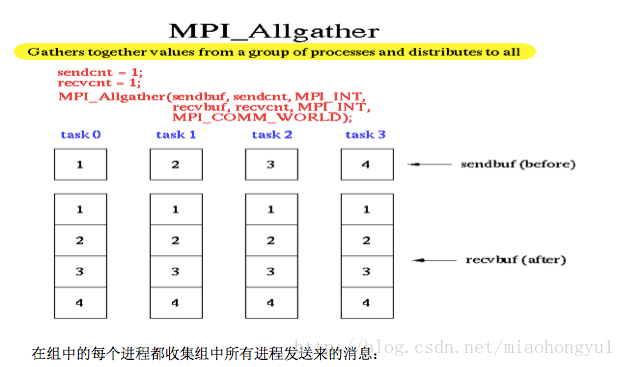 MPI_Allgather
Gathers together values from a group of processes and distributes to all
sendcnt = 1;
recvcnt = 1;
MPI_Allgather(sendbuf, sendcnt, MPI_INT,
recvbuf, recvcnt, MPI_INT,
MPI_COMM_WORLD);
task 0 task 1 task 2 task 3
1 2 3 4 sendbuf (before)
1 1 1 1
2 2 2 2
recvbuf (after)
3 3 3 3
4 4 4 4
http://blog.csdn.net/miaohongyu1
在组中的每个进程都收集组中所有进程发送来的消息: